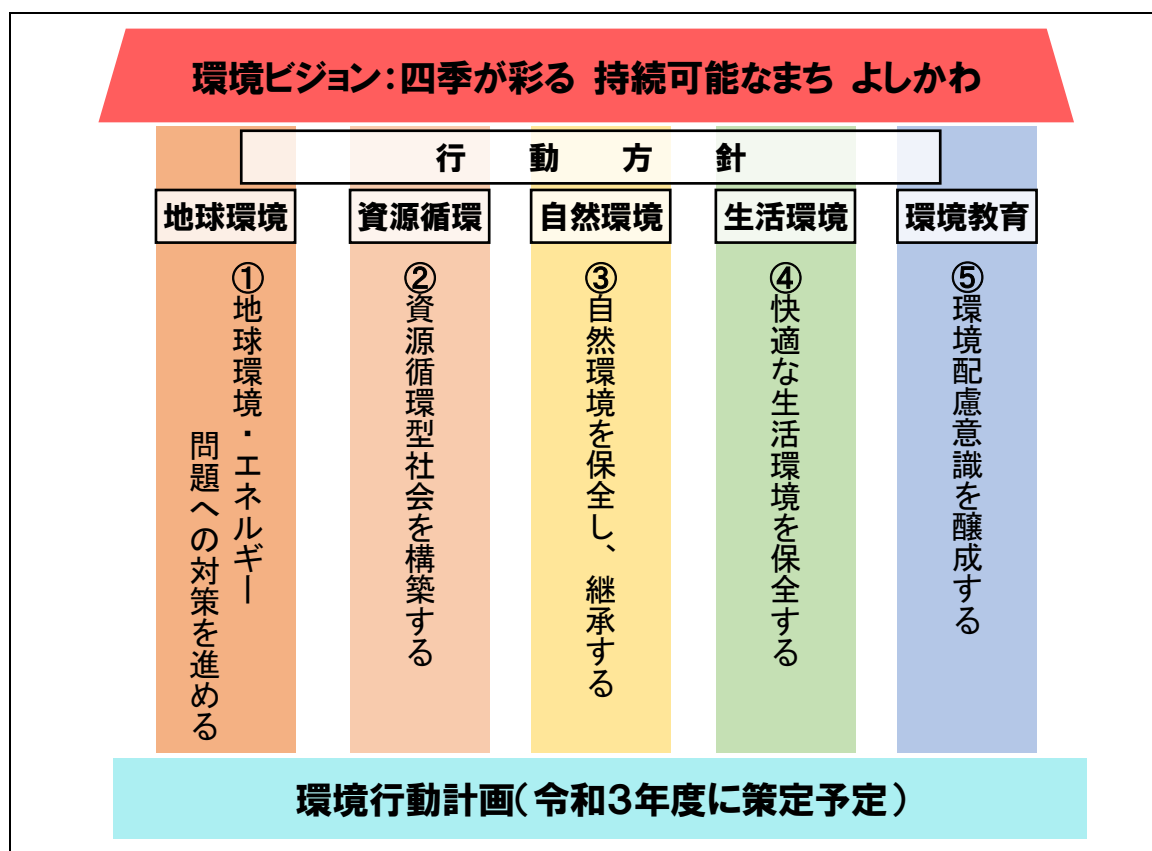 環境ビジョン:四季が彩る 持続可能なまち よしかわ
行動方針
地球環境
①地球環境・エネルギー
問題への対策を進める
資源循環
②資源循環型社会を構築する
自然環境
③自然環境を保全し、継承する
生活環境
④快適な生活環境を保全する
環境教育
⑤環境配慮意識を醸成する
環境行動計画(令和3年度に策定予定)